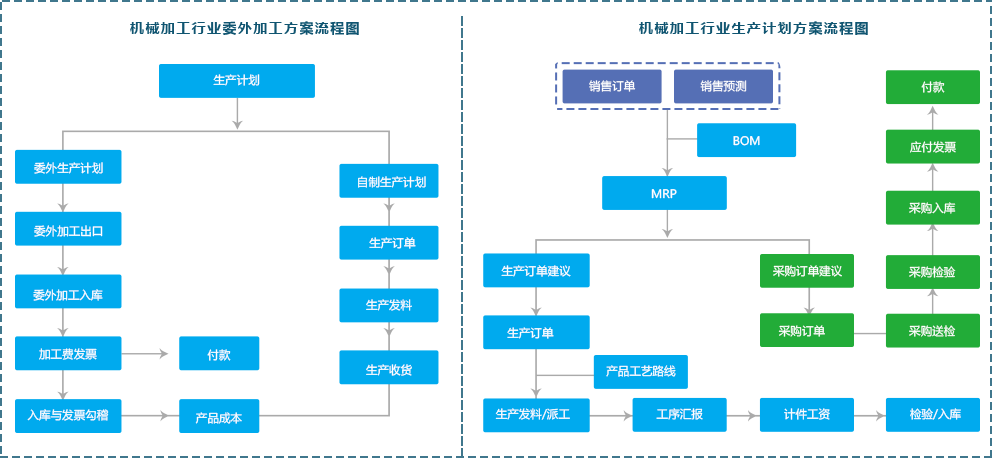 机械加工行业委外加工方案流程图
生产计划
委外生产计划
委外加工出口
委外加工入库
加工费发票
付款
入库与发票勾稽
产品成本
自制生产计划
生产订单
生产发料
生产收货
机械加工行业生产计划方案流程图
销售订单
销售预测
BOM
MRP
生产订单建议
生产订单
产品工艺路线
生产发料/派工
工序汇报
计件工资
检验/入库
采购订单建议
采购订单
采购送检
采购检验
采购入库
应付发票
付款